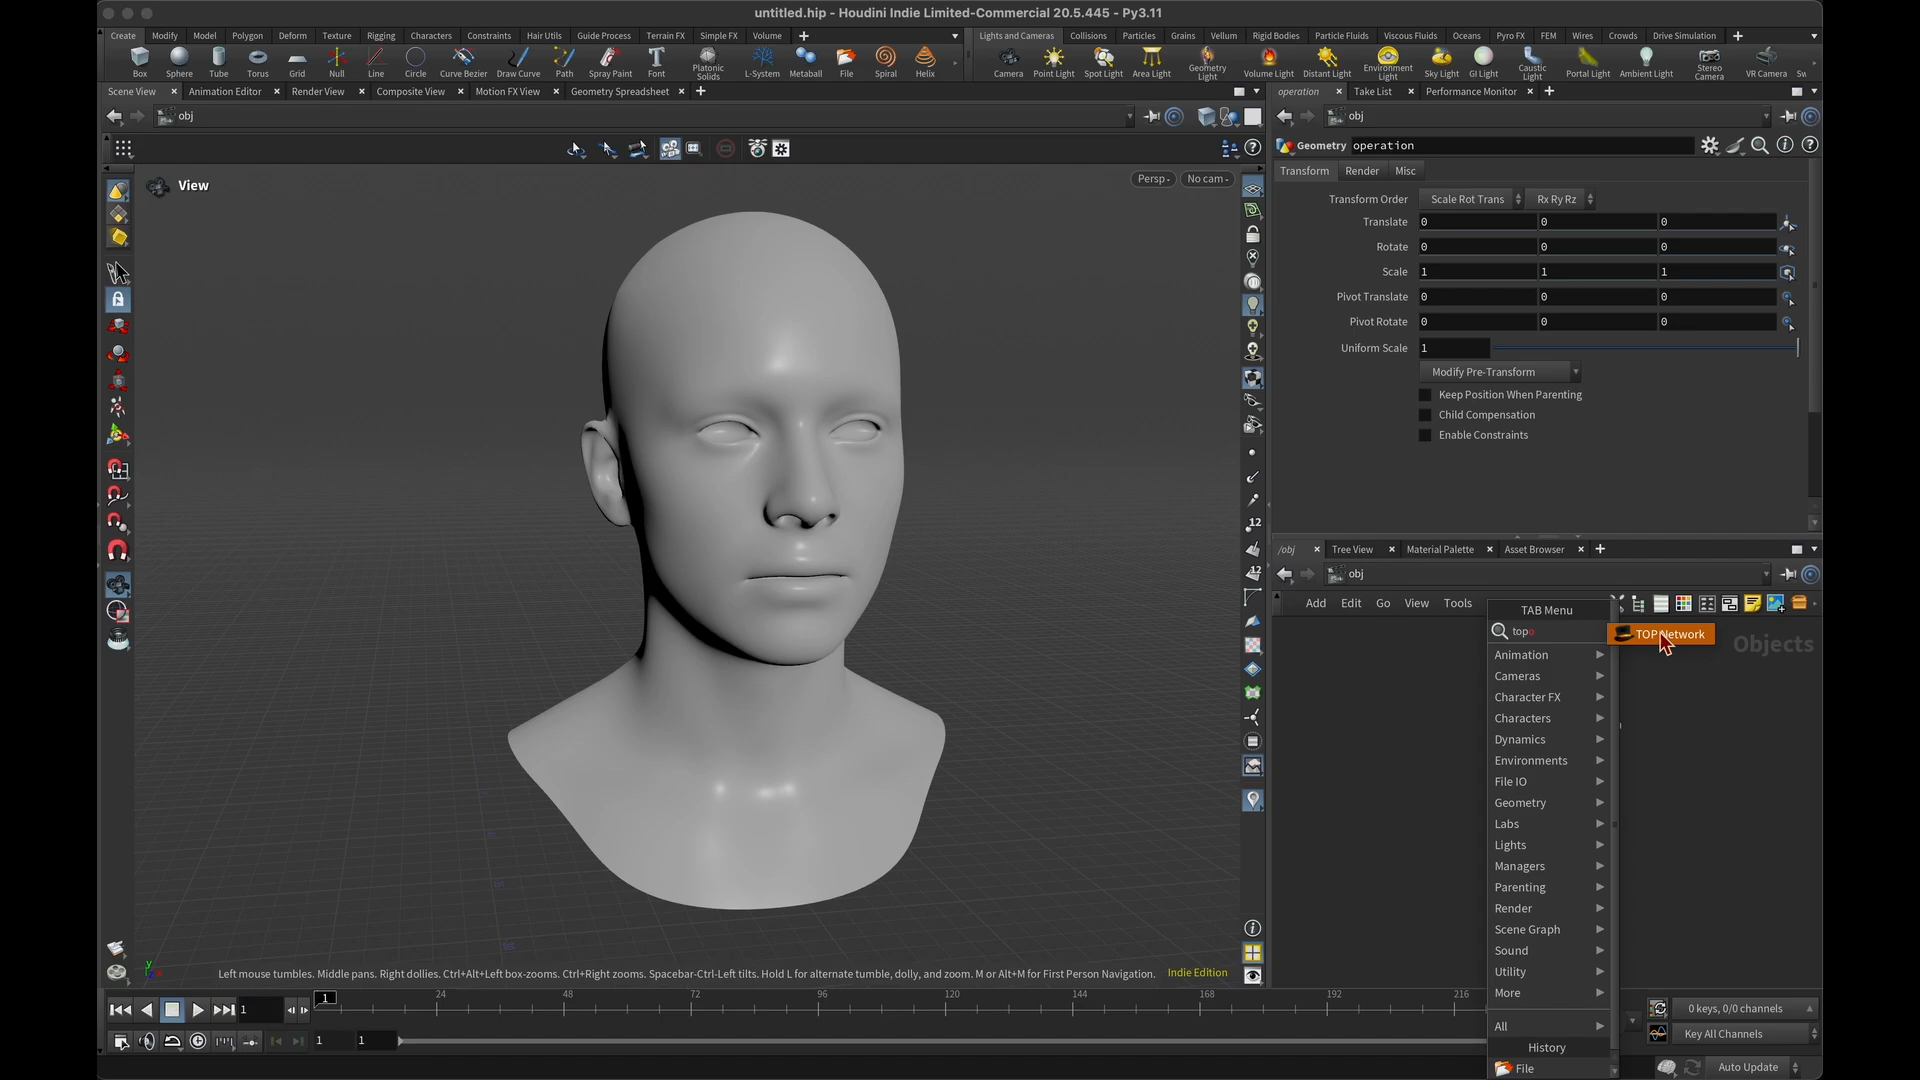 untitled.hip - Houdini Indie Limited-Commercial 20.5.445 - Py3.11
Create Modify Model Polygon Deform Texture Rigging Characters Constraints Hair Utils Guide Process Terrain FX Simple FX Volume
Lights and Cameras Collisions Particles Grains Vellum Rigid Bodies Particle Fluids Viscous Fluids Oceans Pyro FX FEM Wires Crowds Drive Simulation
Box Sphere Tube Torus Grid Null Line Circle Curve Bezier Draw Curve Path Spray Paint Font Platonic Solids L-System Metaball File Spiral Helix
Camera Point Light Spot Light Area Light Geometry Light Volume Light Distant Light Environment Light Sky Light GI Light Caustic Light Portal Light Ambient Light Stereo Camera VR Camera Sw
Scene View Animation Editor Render View Composite View Motion FX View Geometry Spreadsheet
operation Take List Performance Monitor
obj
obj
Geometry operation
View
Persp No cam
Transform Render Misc
Transform Order Scale Rot Trans Rx Ry Rz
Translate 0 0 0
Rotate 0 0 0
Scale 1 1 1
Pivot Translate 0 0 0
Pivot Rotate 0 0 0
Uniform Scale 1
Modify Pre-Transform
Keep Position When Parenting
Child Compensation
Enable Constraints
12
12
/obj Tree View Material Palette Asset Browser
obj
Add Edit Go View Tools
TAB Menu
topo
TOP Network
Objects
Animation
Cameras
Character FX
Characters
Dynamics
Environments
File IO
Geometry
Labs
Lights
Managers
Parenting
Render
Scene Graph
Sound
Utility
More
All
History
File
y
x
Left mouse tumbles. Middle pans. Right dollies. Ctrl+Alt+Left box-zooms. Ctrl+Right zooms. Spacebar-Ctrl-Left tilts. Hold L for alternate tumble, dolly, and zoom. M or Alt+M for First Person Navigation.
Indie Edition
1
1 24 48 72 96 120 144 168 192 216
1 1
0 keys, 0/0 channels
Key All Channels
Auto Update